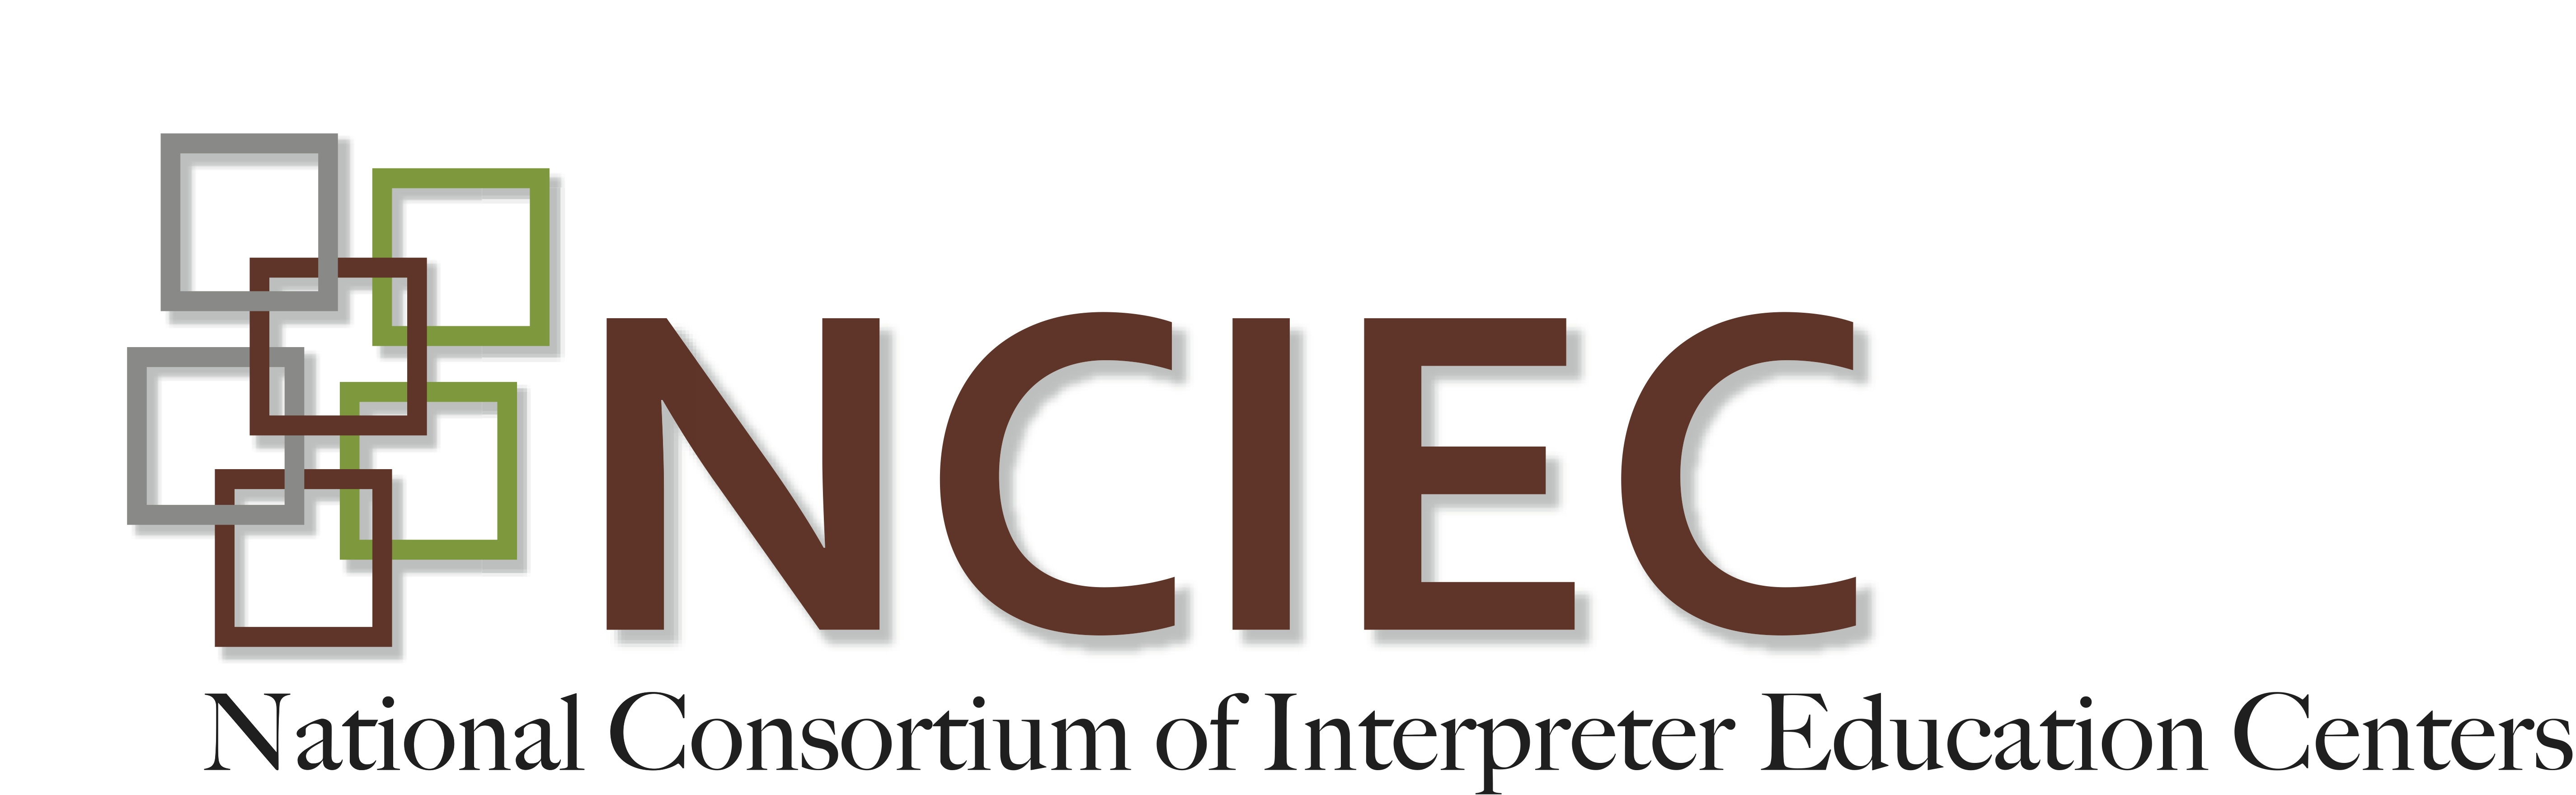 NCIEC
National Consortium of Interpreter Education Centers